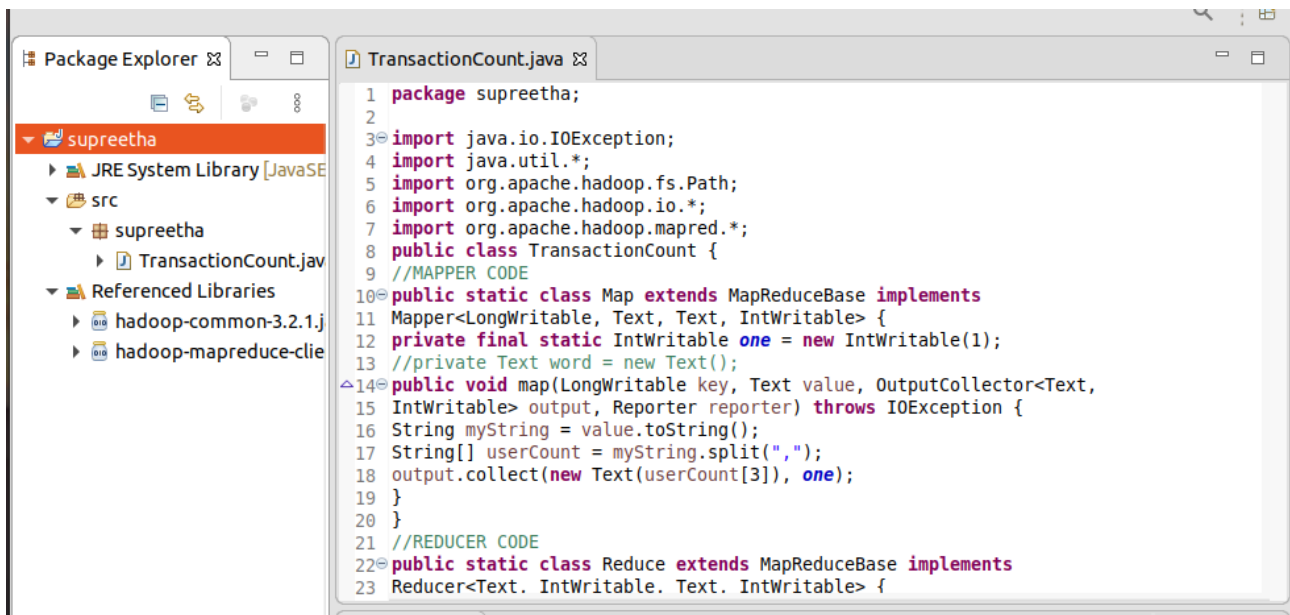 Package Explorer
supreetha
JRE System Library [JavaSE
src
supreetha
TransactionCount.jav
Referenced Libraries
hadoop-common-3.2.1.j
hadoop-mapreduce-clie
TransactionCount.java
1 package supreetha;
2
3 import java.io.IOException;
4 import java.util.*;
5 import org.apache.hadoop.fs.Path;
6 import org.apache.hadoop.io.*;
7 import org.apache.hadoop.mapred.*;
8 public class TransactionCount {
9 //MAPPER CODE
10 public static class Map extends MapReduceBase implements
11 Mapper<LongWritable, Text, Text, IntWritable> {
12 private final static IntWritable one = new IntWritable(1);
13 //private Text word = new Text();
14 public void map(LongWritable key, Text value, OutputCollector<Text,
15 IntWritable> output, Reporter reporter) throws IOException {
16 String myString = value.toString();
17 String[] userCount = myString.split(",");
18 output.collect(new Text(userCount[3]), one);
19 }
20 }
21 //REDUCER CODE
22 public static class Reduce extends MapReduceBase implements
23 Reducer<Text, IntWritable, Text, IntWritable> {